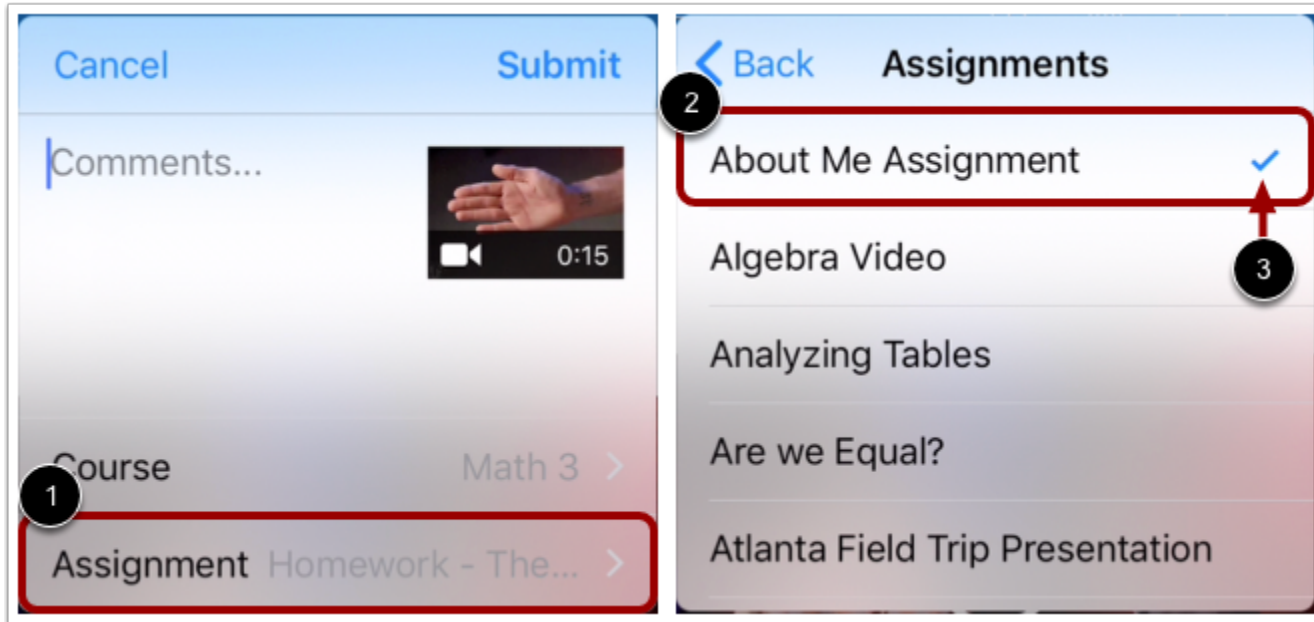 Cancel Submit
Comments...
0:15
Course Math 3
1
Assignment Homework - The...
Back Assignments
2
About Me Assignment
3
Algebra Video
Analyzing Tables
Are we Equal?
Atlanta Field Trip Presentation